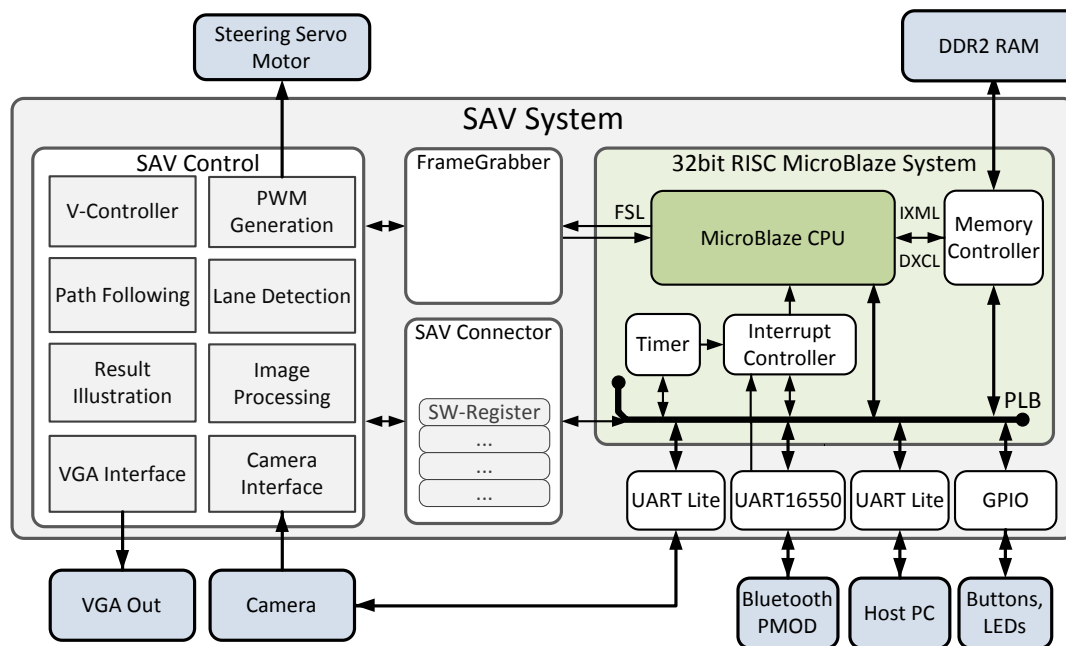 Steering Servo
Motor
DDR2 RAM
SAV System
SAV Control
V-Controller
PWM
Generation
Path Following
Lane Detection
Result
Illustration
Image
Processing
VGA Interface
Camera
Interface
FrameGrabber
SAV Connector
SW-Register
...
...
...
32bit RISC MicroBlaze System
FSL
MicroBlaze CPU
IXML
DXCL
Memory
Controller
Timer
Interrupt
Controller
PLB
UART Lite
UART16550
UART Lite
GPIO
VGA Out
Camera
Bluetooth
PMOD
Host PC
Buttons,
LEDs